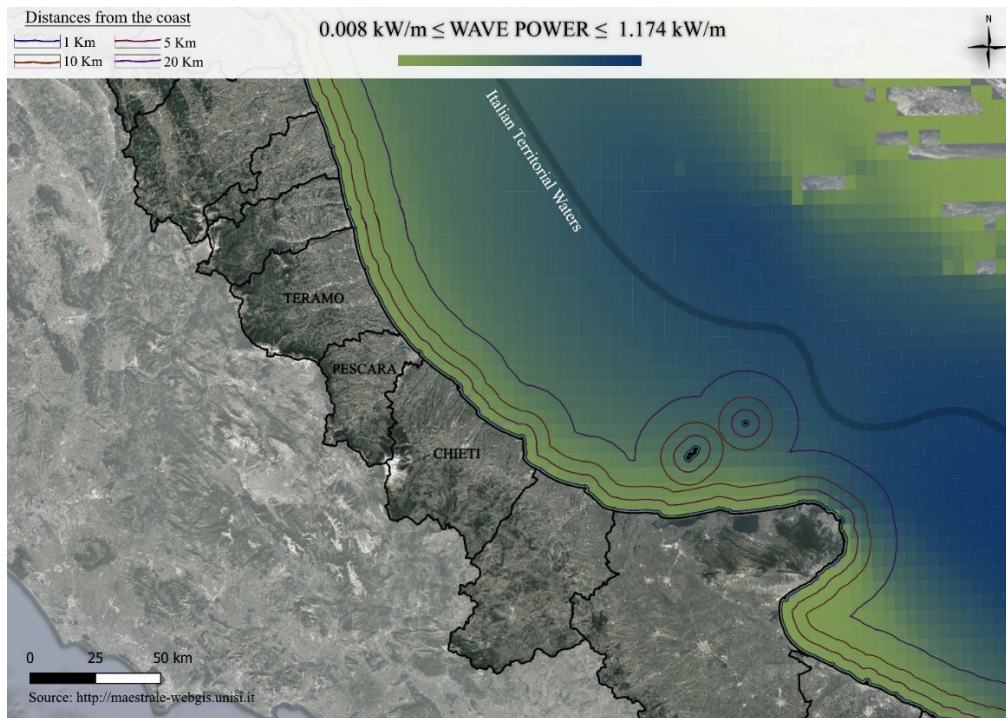 Distances from the coast
1 Km
5 Km
10 Km
20 Km
0.008 kW/m ≤ WAVE POWER ≤ 1.174 kW/m
N
Italian Territorial Waters
TERAMO
PESCARA
CHIETI
0 25 50 km
Source: http://maestrale-webgis.unisi.it